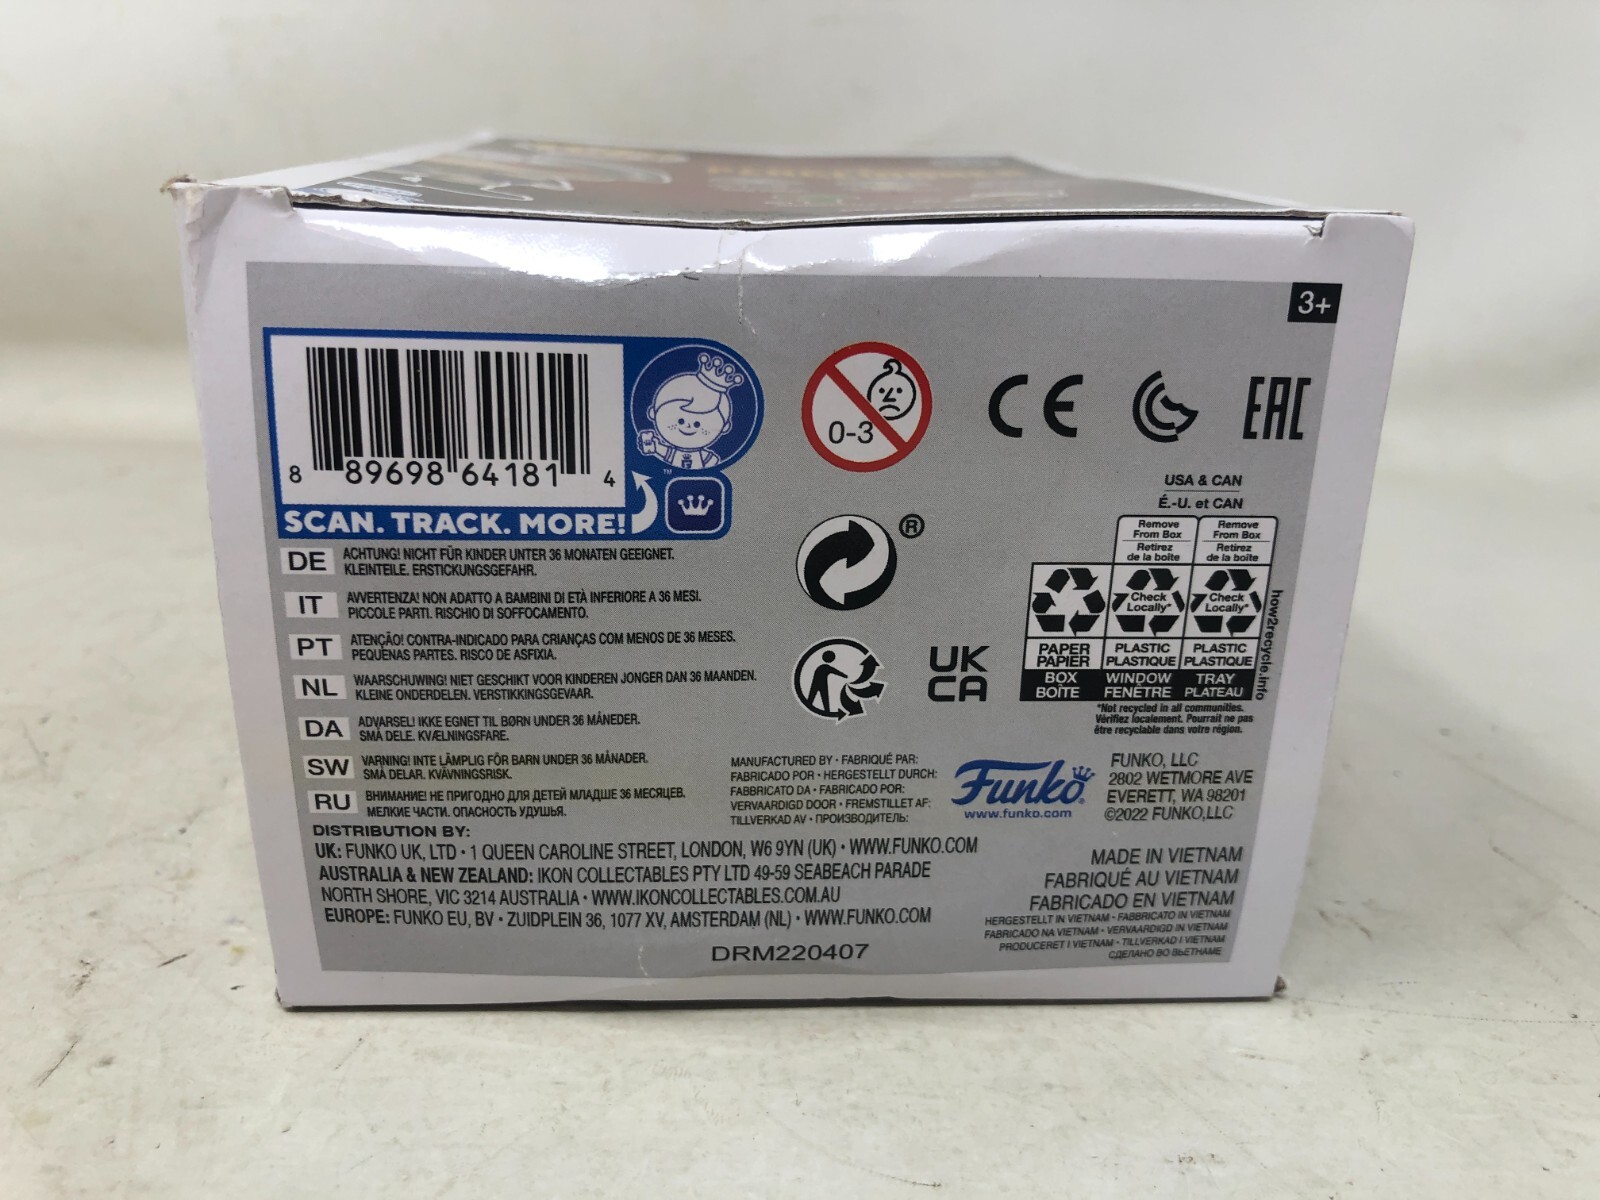 3+
8 89698 64181 4
SCAN. TRACK. MORE!
™
0-3
CE
EAC
®
UK
CA
USA & CAN
É.-U. et CAN
Remove From Box
Retirez de la boîte
Remove From Box
Retirez de la boîte
Check Locally*
Check Locally*
PAPER PAPIER
PLASTIC PLASTIQUE
PLASTIC PLASTIQUE
BOX BOÎTE
WINDOW FENÊTRE
TRAY PLATEAU
how2recycle.info
*Not recycled in all communities.
Vérifiez localement. Pourrait ne pas
être recyclable dans votre région.
DE ACHTUNG! NICHT FÜR KINDER UNTER 36 MONATEN GEEIGNET.
KLEINTEILE. ERSTICKUNGSGEFAHR.
IT AVVERTENZA! NON ADATTO A BAMBINI DI ETÀ INFERIORE A 36 MESI.
PICCOLE PARTI. RISCHIO DI SOFFOCAMENTO.
PT ATENÇÃO! CONTRA-INDICADO PARA CRIANÇAS COM MENOS DE 36 MESES.
PEQUENAS PARTES. RISCO DE ASFIXIA.
NL WAARSCHUWING! NIET GESCHIKT VOOR KINDEREN JONGER DAN 36 MAANDEN.
KLEINE ONDERDELEN. VERSTIKKINGSGEVAAR.
DA ADVARSEL! IKKE EGNET TIL BØRN UNDER 36 MÅNEDER.
SMÅ DELE. KVÆLNINGSFARE.
SW VARNING! INTE LÄMPLIG FÖR BARN UNDER 36 MÅNADER.
SMÅ DELAR. KVÄVNINGSRISK.
RU ВНИМАНИЕ! НЕ ПРИГОДНО ДЛЯ ДЕТЕЙ МЛАДШЕ 36 МЕСЯЦЕВ.
МЕЛКИЕ ЧАСТИ. ОПАСНОСТЬ УДУШЬЯ.
MANUFACTURED BY • FABRIQUÉ PAR:
FABRICADO POR • HERGESTELLT DURCH:
FABBRICATO DA • FABRICADO POR:
VERVAARDIGD DOOR • FREMSTILLET AF:
TILLVERKAD AV • ПРОИЗВОДИТЕЛЬ:
Funko
www.funko.com
FUNKO, LLC
2802 WETMORE AVE
EVERETT, WA 98201
©2022 FUNKO,LLC
DISTRIBUTION BY:
UK: FUNKO UK, LTD • 1 QUEEN CAROLINE STREET, LONDON, W6 9YN (UK) • WWW.FUNKO.COM
AUSTRALIA & NEW ZEALAND: IKON COLLECTABLES PTY LTD 49-59 SEABEACH PARADE
NORTH SHORE, VIC 3214 AUSTRALIA • WWW.IKONCOLLECTABLES.COM.AU
EUROPE: FUNKO EU, BV • ZUIDPLEIN 36, 1077 XV, AMSTERDAM (NL) • WWW.FUNKO.COM
DRM220407
MADE IN VIETNAM
FABRIQUÉ AU VIETNAM
FABRICADO EN VIETNAM
HERGESTELLT IN VIETNAM • FABBRICATO IN VIETNAM
FABRICADO NA VIETNAM • VERVAARDIGD IN VIETNAM
PRODUCERET I VIETNAM • TILLVERKAD I VIETNAM
СДЕЛАНО ВО ВЬЕТНАМЕ